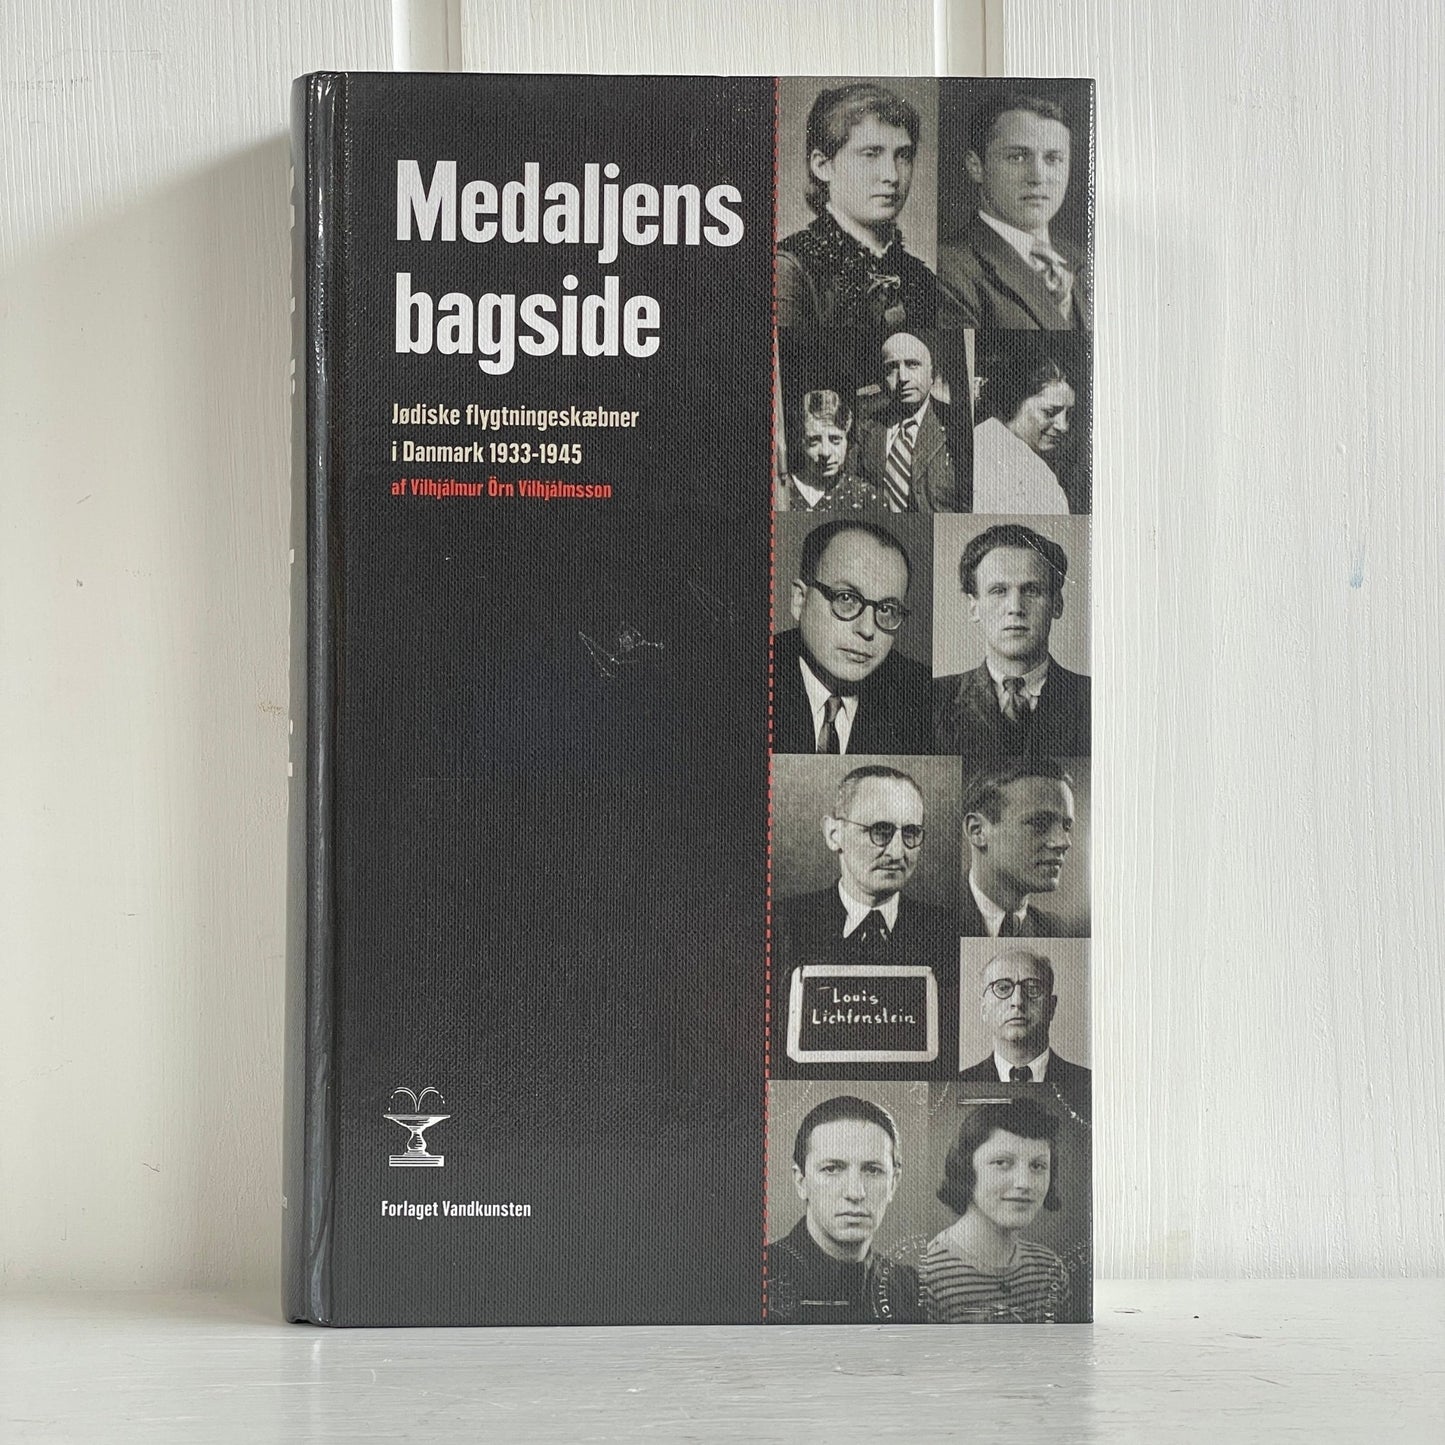 Medaljens
bagside
Jødiske flygtningeskæbner
i Danmark 1933-1945
af Vilhjálmur Örn Vilhjálmsson
Louis
Lichtenstein
Forlaget Vandkunsten